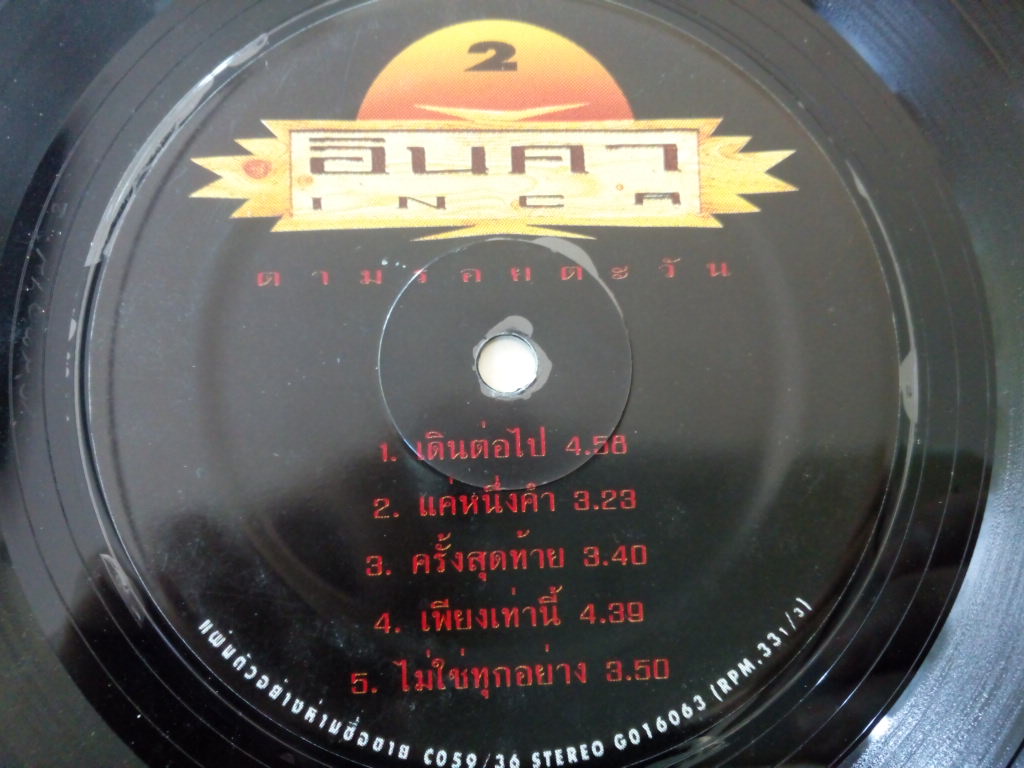 2
อินคา
INCA
ตามรอยตะวัน
1. เดินต่อไป 4.58
2. แค่หนึ่งคำ 3.23
3. ครั้งสุดท้าย 3.40
4. เพียงเท่านี้ 4.39
5. ไม่ใช่ทุกอย่าง 3.50
แผ่นตัวอย่างห้ามซื้อขาย C059/36 STEREO G016063 (RPM.33 1/3)